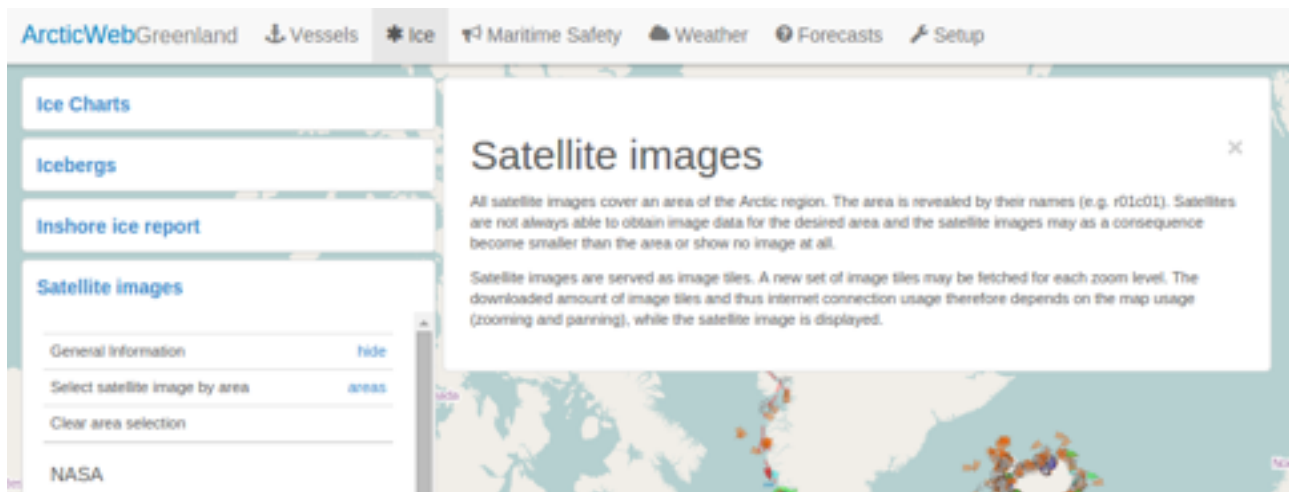 ArcticWebGreenland Vessels Ice Maritime Safety Weather Forecasts Setup
Ice Charts
Icebergs
Inshore ice report
Satellite images
General Information hide
Select satellite image by area areas
Clear area selection
NASA
Satellite images
All satellite images cover an area of the Arctic region. The area is revealed by their names (e.g. r01c01). Satellites
are not always able to obtain image data for the desired area and the satellite images may as a consequence
become smaller than the area or show no image at all.
Satellite images are served as image tiles. A new set of image tiles may be fetched for each zoom level. The
downloaded amount of image tiles and thus internet connection usage therefore depends on the map usage
(zooming and panning), while the satellite image is displayed.